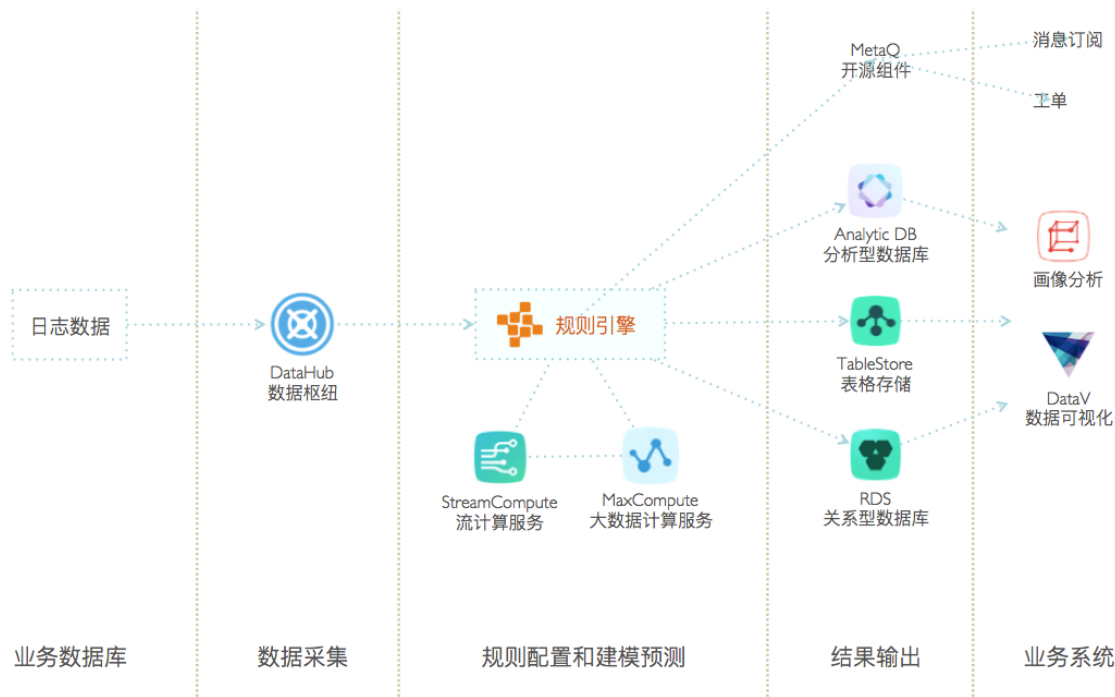 MetaQ
开源组件
消息订阅
工单
Analytic DB
分析型数据库
画像分析
日志数据
DataHub
数据枢纽
规则引擎
TableStore
表格存储
DataV
数据可视化
StreamCompute
流计算服务
MaxCompute
大数据计算服务
RDS
关系型数据库
业务数据库
数据采集
规则配置和建模预测
结果输出
业务系统